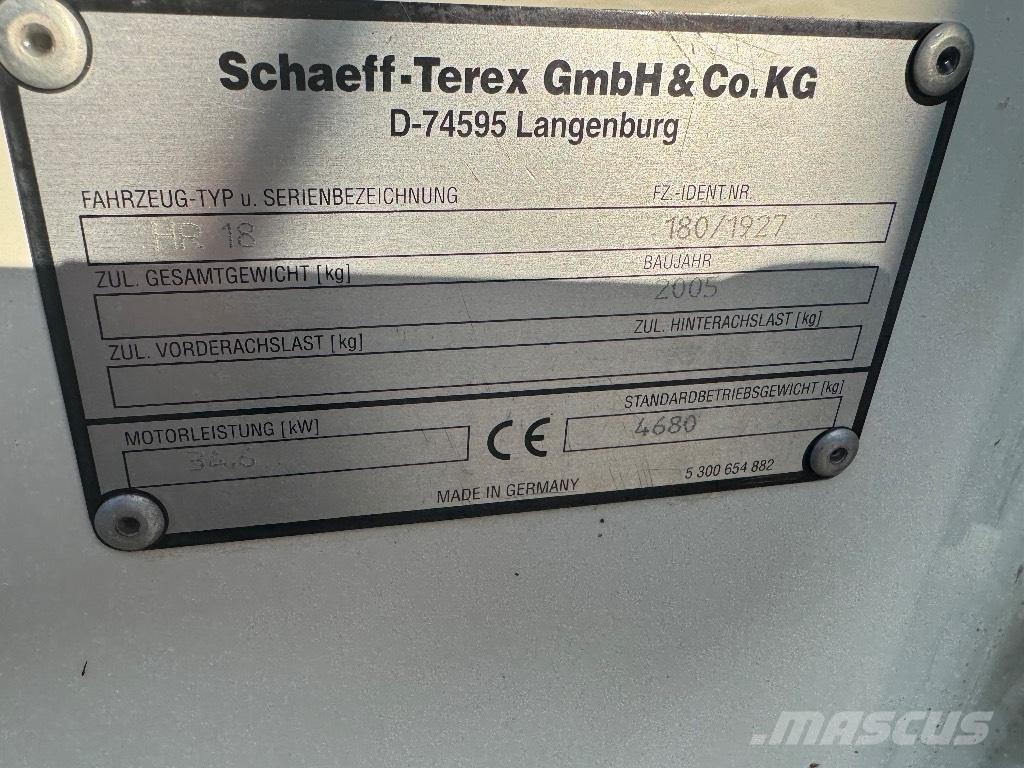 Schaeff-Terex GmbH & Co. KG
D-74595 Langenburg
FAHRZEUG-TYP u. SERIENBEZEICHNUNG FZ.-IDENT.NR.
HR 18 180/1927
ZUL. GESAMTGEWICHT [kg] BAUJAHR
2005
ZUL. VORDERACHSLAST [kg] ZUL. HINTERACHSLAST [kg]
MOTORLEISTUNG [kW] STANDARDBETRIEBSGEWICHT [kg]
34.6 CE 4680
MADE IN GERMANY 5 300 654 882
MASCUS